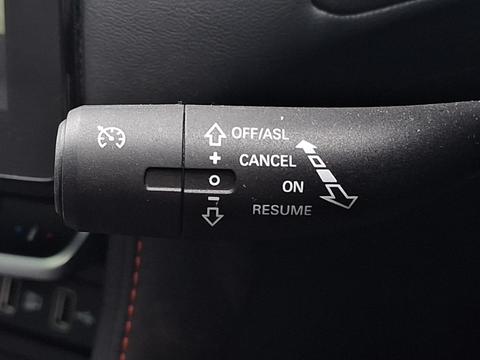 OFF/ASL
+ CANCEL
O ON
- RESUME